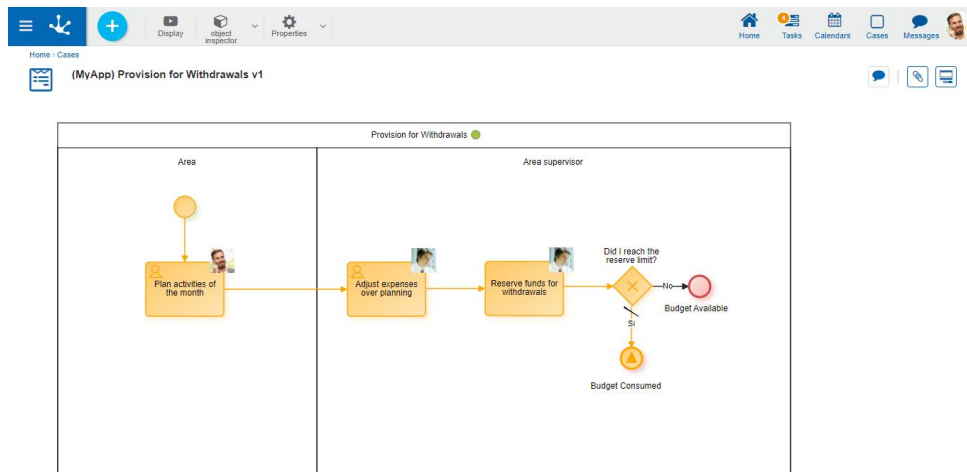 Display
object
inspector
Properties
Home
4
Tasks
Calendars
Cases
Messages
Home › Cases
(MyApp) Provision for Withdrawals v1
Provision for Withdrawals
Area
Area supervisor
Did I reach the
reserve limit?
Plan activities of
the month
Adjust expenses
over planning
Reserve funds for
withdrawals
No
Budget Available
Si
Budget Consumed